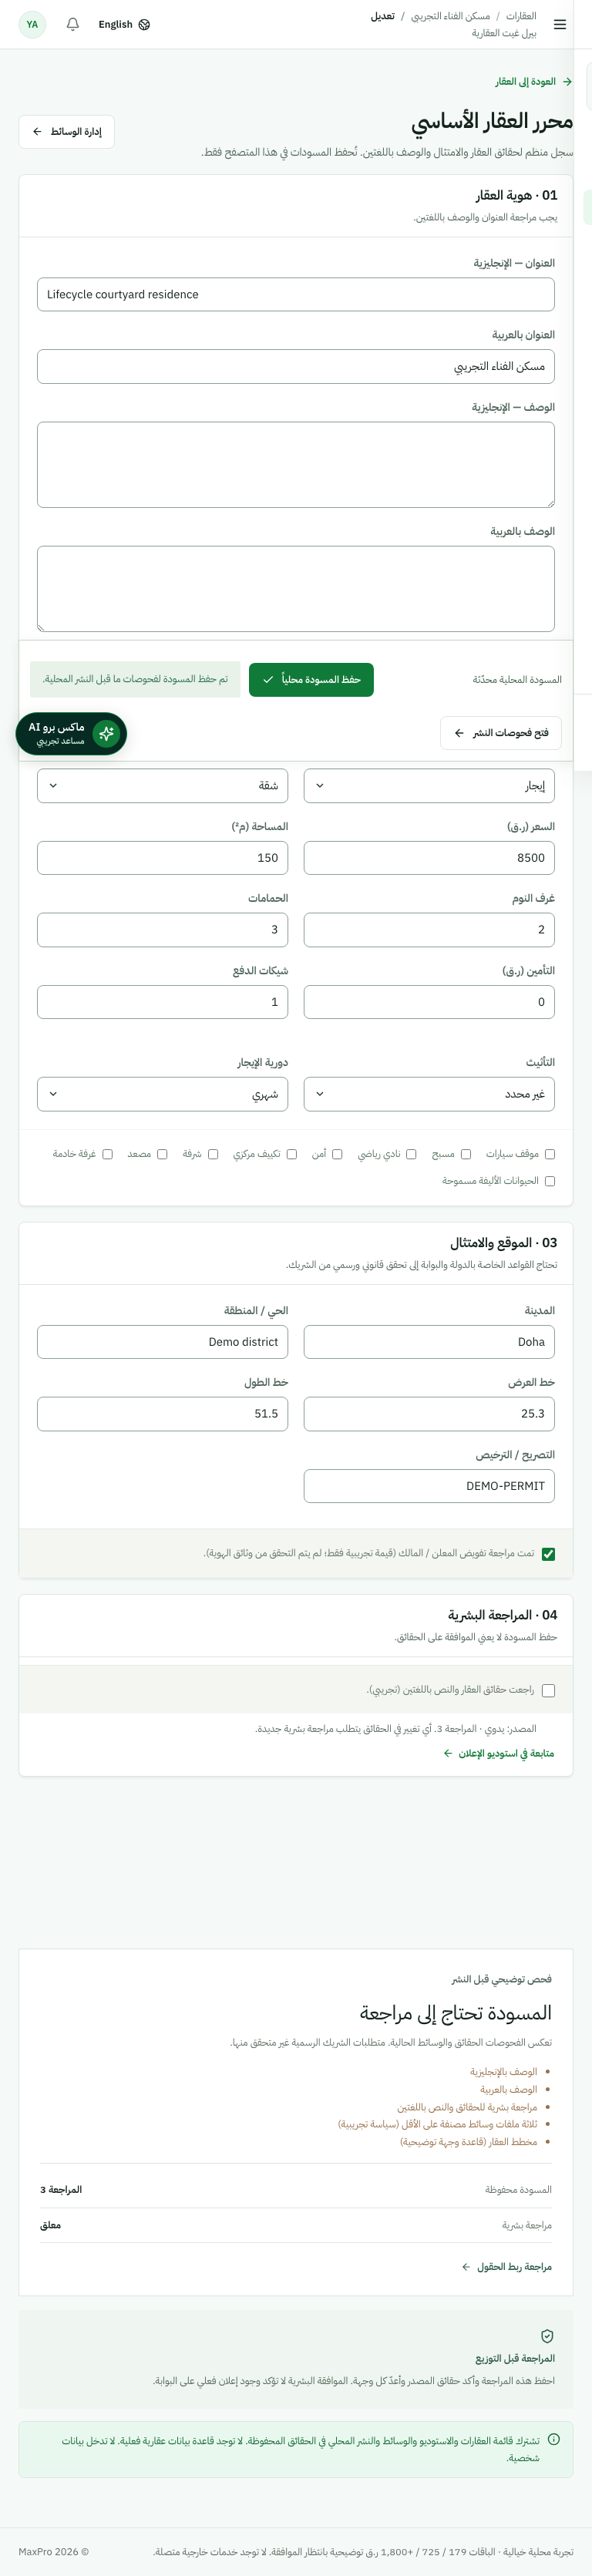 العقارات / مسكن الفناء التجريبي / تعديل
بيرل غيت العقارية
English
YA
العودة إلى العقار
محرر العقار الأساسي
إدارة الوسائط
سجل منظم لحقائق العقار والامتثال والوصف باللغتين. تُحفظ المسودات في هذا المتصفح فقط.
01 · هوية العقار
يجب مراجعة العنوان والوصف باللغتين.
العنوان — الإنجليزية
Lifecycle courtyard residence
العنوان بالعربية
مسكن الفناء التجريبي
الوصف — الإنجليزية
الوصف بالعربية
المسودة المحلية محدّثة
حفظ المسودة محلياً
تم حفظ المسودة لفحوصات ما قبل النشر المحلية.
فتح فحوصات النشر
ماكس برو AI
مساعد تجريبي
إيجار
شقة
السعر (ر.ق)
المساحة (م²)
8500
150
غرف النوم
الحمامات
2
3
التأمين (ر.ق)
شيكات الدفع
0
1
التأثيث
دورية الإيجار
غير محدد
شهري
موقف سيارات
مسبح
نادي رياضي
أمن
تكييف مركزي
شرفة
مصعد
غرفة خادمة
الحيوانات الأليفة مسموحة
03 · الموقع والامتثال
تحتاج القواعد الخاصة بالدولة والبوابة إلى تحقق قانوني ورسمي من الشريك.
المدينة
الحي / المنطقة
Doha
Demo district
خط العرض
خط الطول
25.3
51.5
التصريح / الترخيص
DEMO-PERMIT
تمت مراجعة تفويض المعلن / المالك (قيمة تجريبية فقط؛ لم يتم التحقق من وثائق الهوية).
04 · المراجعة البشرية
حفظ المسودة لا يعني الموافقة على الحقائق.
راجعت حقائق العقار والنص باللغتين (تجريبي).
المصدر: يدوي · المراجعة 3. أي تغيير في الحقائق يتطلب مراجعة بشرية جديدة.
متابعة في استوديو الإعلان
فحص توضيحي قبل النشر
المسودة تحتاج إلى مراجعة
تعكس الفحوصات الحقائق والوسائط الحالية. متطلبات الشريك الرسمية غير متحقق منها.
الوصف بالإنجليزية
الوصف بالعربية
مراجعة بشرية للحقائق والنص باللغتين
ثلاثة ملفات وسائط مصنفة على الأقل (سياسة تجريبية)
مخطط العقار (قاعدة وجهة توضيحية)
المسودة محفوظة
المراجعة 3
مراجعة بشرية
معلق
مراجعة ربط الحقول
المراجعة قبل التوزيع
احفظ هذه المراجعة وأكد حقائق المصدر وأعدّ كل وجهة. الموافقة البشرية لا تؤكد وجود إعلان فعلي على البوابة.
تشترك قائمة العقارات والاستوديو والوسائط والنشر المحلي في الحقائق المحفوظة. لا توجد قاعدة بيانات عقارية فعلية. لا تدخل بيانات
شخصية.
تجربة محلية خيالية · الباقات 179 / 725 / 1,800+ ر.ق توضيحية بانتظار الموافقة. لا توجد خدمات خارجية متصلة.
© 2026 MaxPro